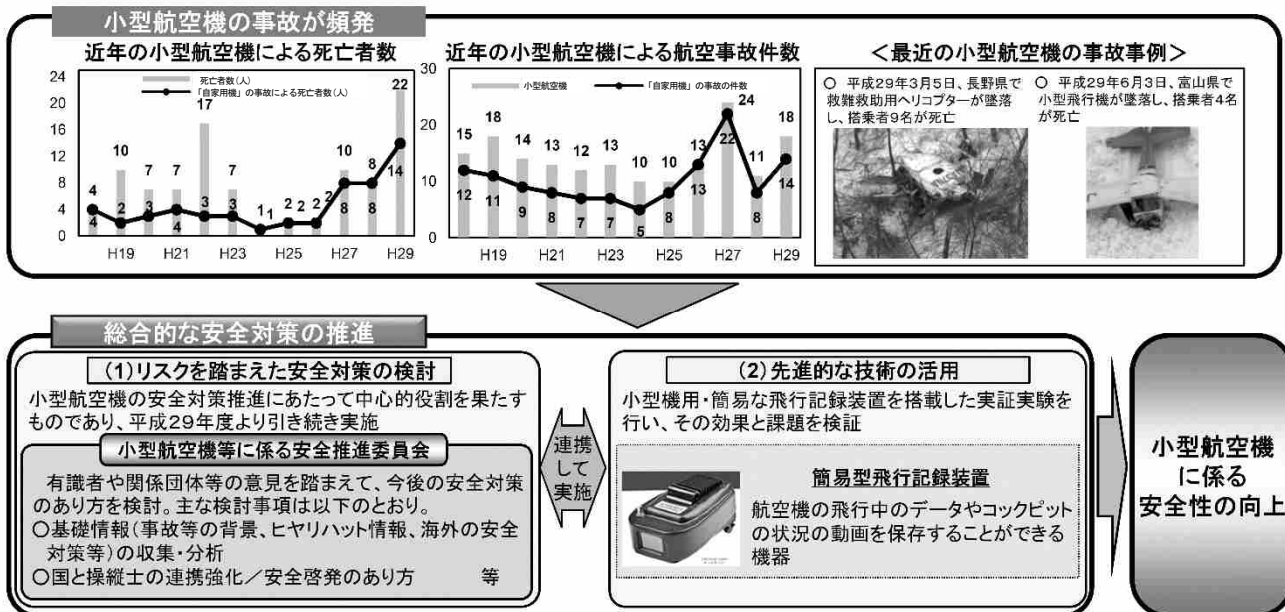 小型航空機の事故が頻発
近年の小型航空機による死亡者数
24
20
16
12
8
4
0
死亡者数(人)
「自家用機」の事故による死亡者数(人)
4
10
7
7
17
7
1
2
2
10
8
22
4
2
3
4
3
3
1
2
2
8
8
14
H19
H21
H23
H25
H27
H29
近年の小型航空機による航空事故件数
30
20
10
0
小型航空機
「自家用機」の事故の件数
15
18
14
13
12
13
10
10
13
24
11
18
12
11
9
8
7
7
5
8
13
22
8
14
H19
H21
H23
H25
H27
H29
<最近の小型航空機の事故事例>
○ 平成29年3月5日、長野県で
救難救助用ヘリコプターが墜落
し、搭乗者9名が死亡
○ 平成29年6月3日、富山県で
小型飛行機が墜落し、搭乗者4名
が死亡
総合的な安全対策の推進
(1)リスクを踏まえた安全対策の検討
小型航空機の安全対策推進にあたって中心的役割を果たす
ものであり、平成29年度より引き続き実施
小型航空機等に係る安全推進委員会
有識者や関係団体等の意見を踏まえて、今後の安全対策
のあり方を検討。主な検討事項は以下のとおり。
○基礎情報(事故等の背景、ヒヤリハット情報、海外の安全
対策等)の収集・分析
○国と操縦士の連携強化/安全啓発のあり方 等
連携
して
実施
(2)先進的な技術の活用
小型機用・簡易な飛行記録装置を搭載した実証実験を
行い、その効果と課題を検証
簡易型飛行記録装置
航空機の飛行中のデータやコックピット
の状況の動画を保存することができる
機器
小型航空機
に係る
安全性の向上